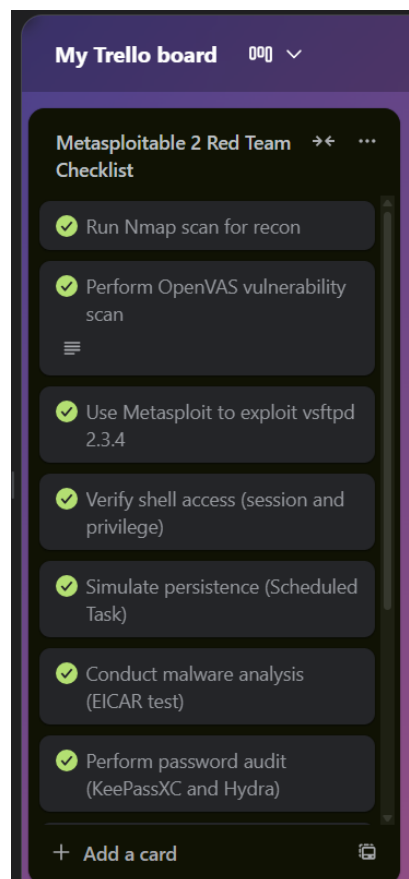 My Trello board
Metasploitable 2 Red Team
Checklist
Run Nmap scan for recon
Perform OpenVAS vulnerability
scan
Use Metasploit to exploit vsftpd
2.3.4
Verify shell access (session and
privilege)
Simulate persistence (Scheduled
Task)
Conduct malware analysis
(EICAR test)
Perform password audit
(KeePassXC and Hydra)
+ Add a card